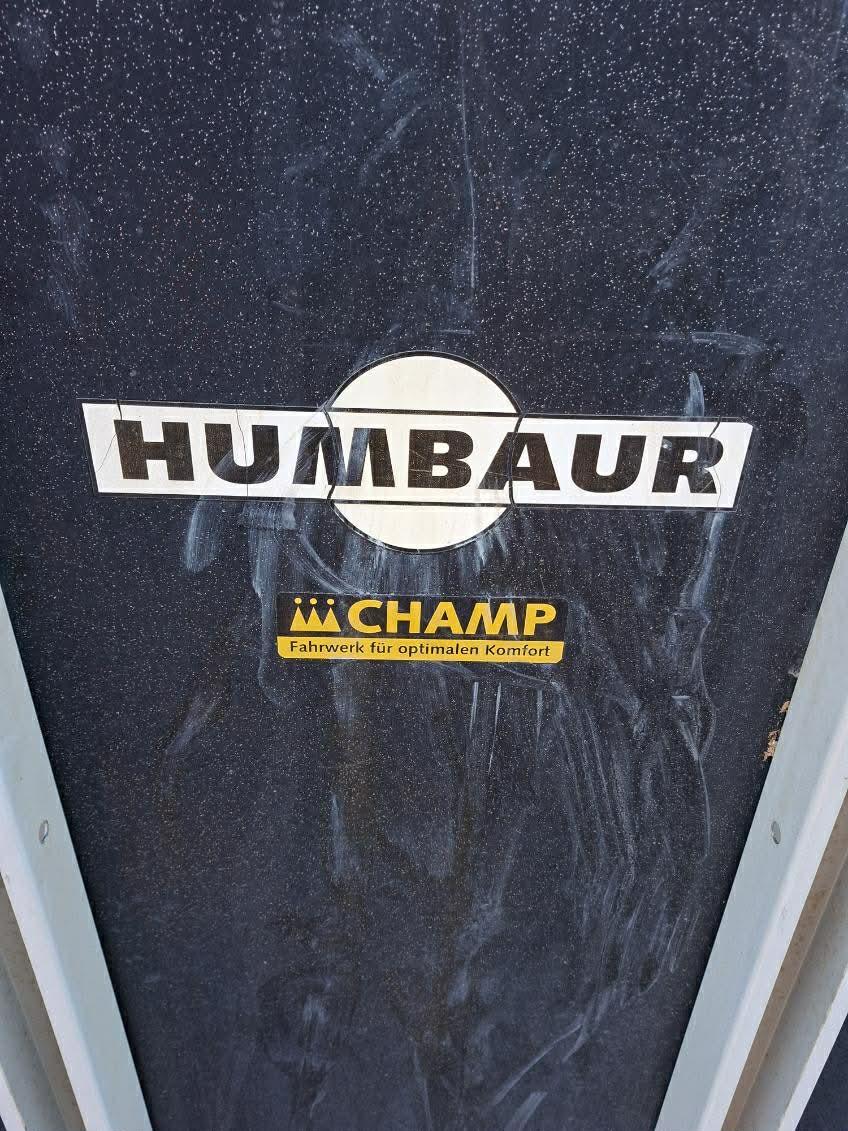 HUMBAUR
CHAMP
Fahrwerk für optimalen Komfort